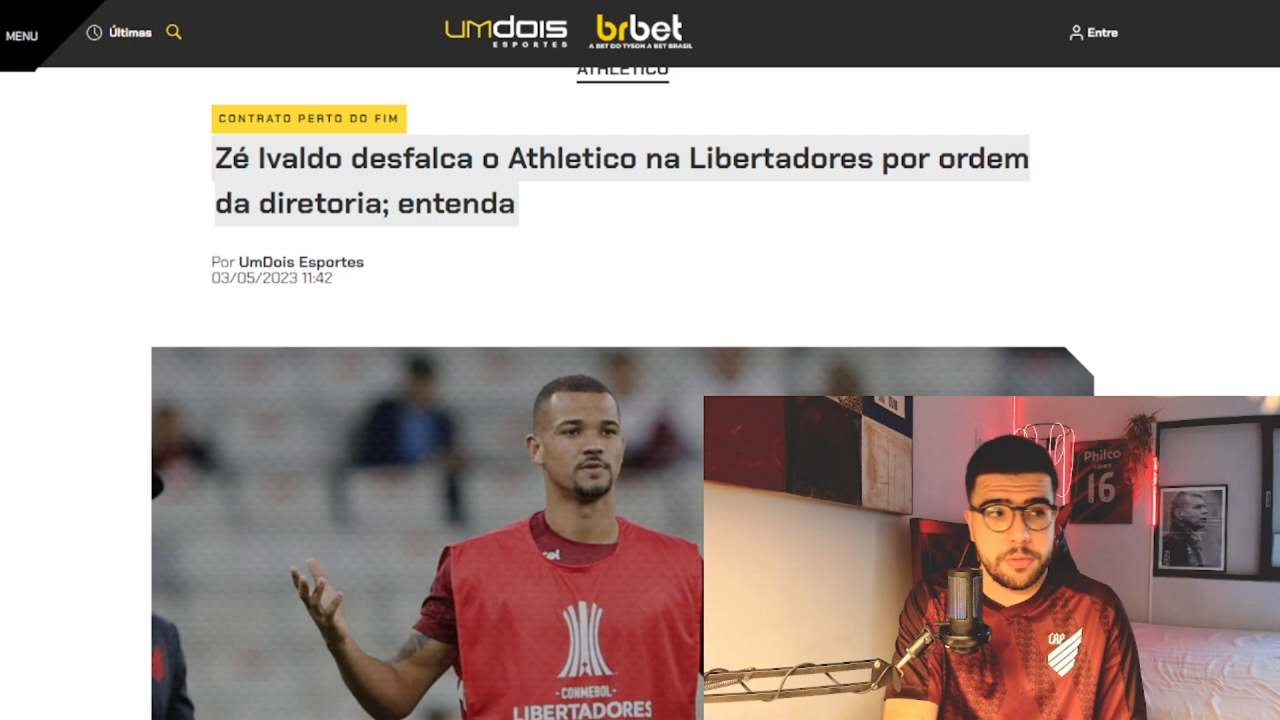 MENU
Últimas
umdois
ESPORTES
brbet
A BET DO TYSON A BET BRASIL
Entre
ATHLETICO
CONTRATO PERTO DO FIM
Zé Ivaldo desfalca o Athletico na Libertadores por ordem
da diretoria; entenda
Por UmDois Esportes
03/05/2023 11:42
-CONMEBOL-
LIBERTADORES
Philco
16
CAP